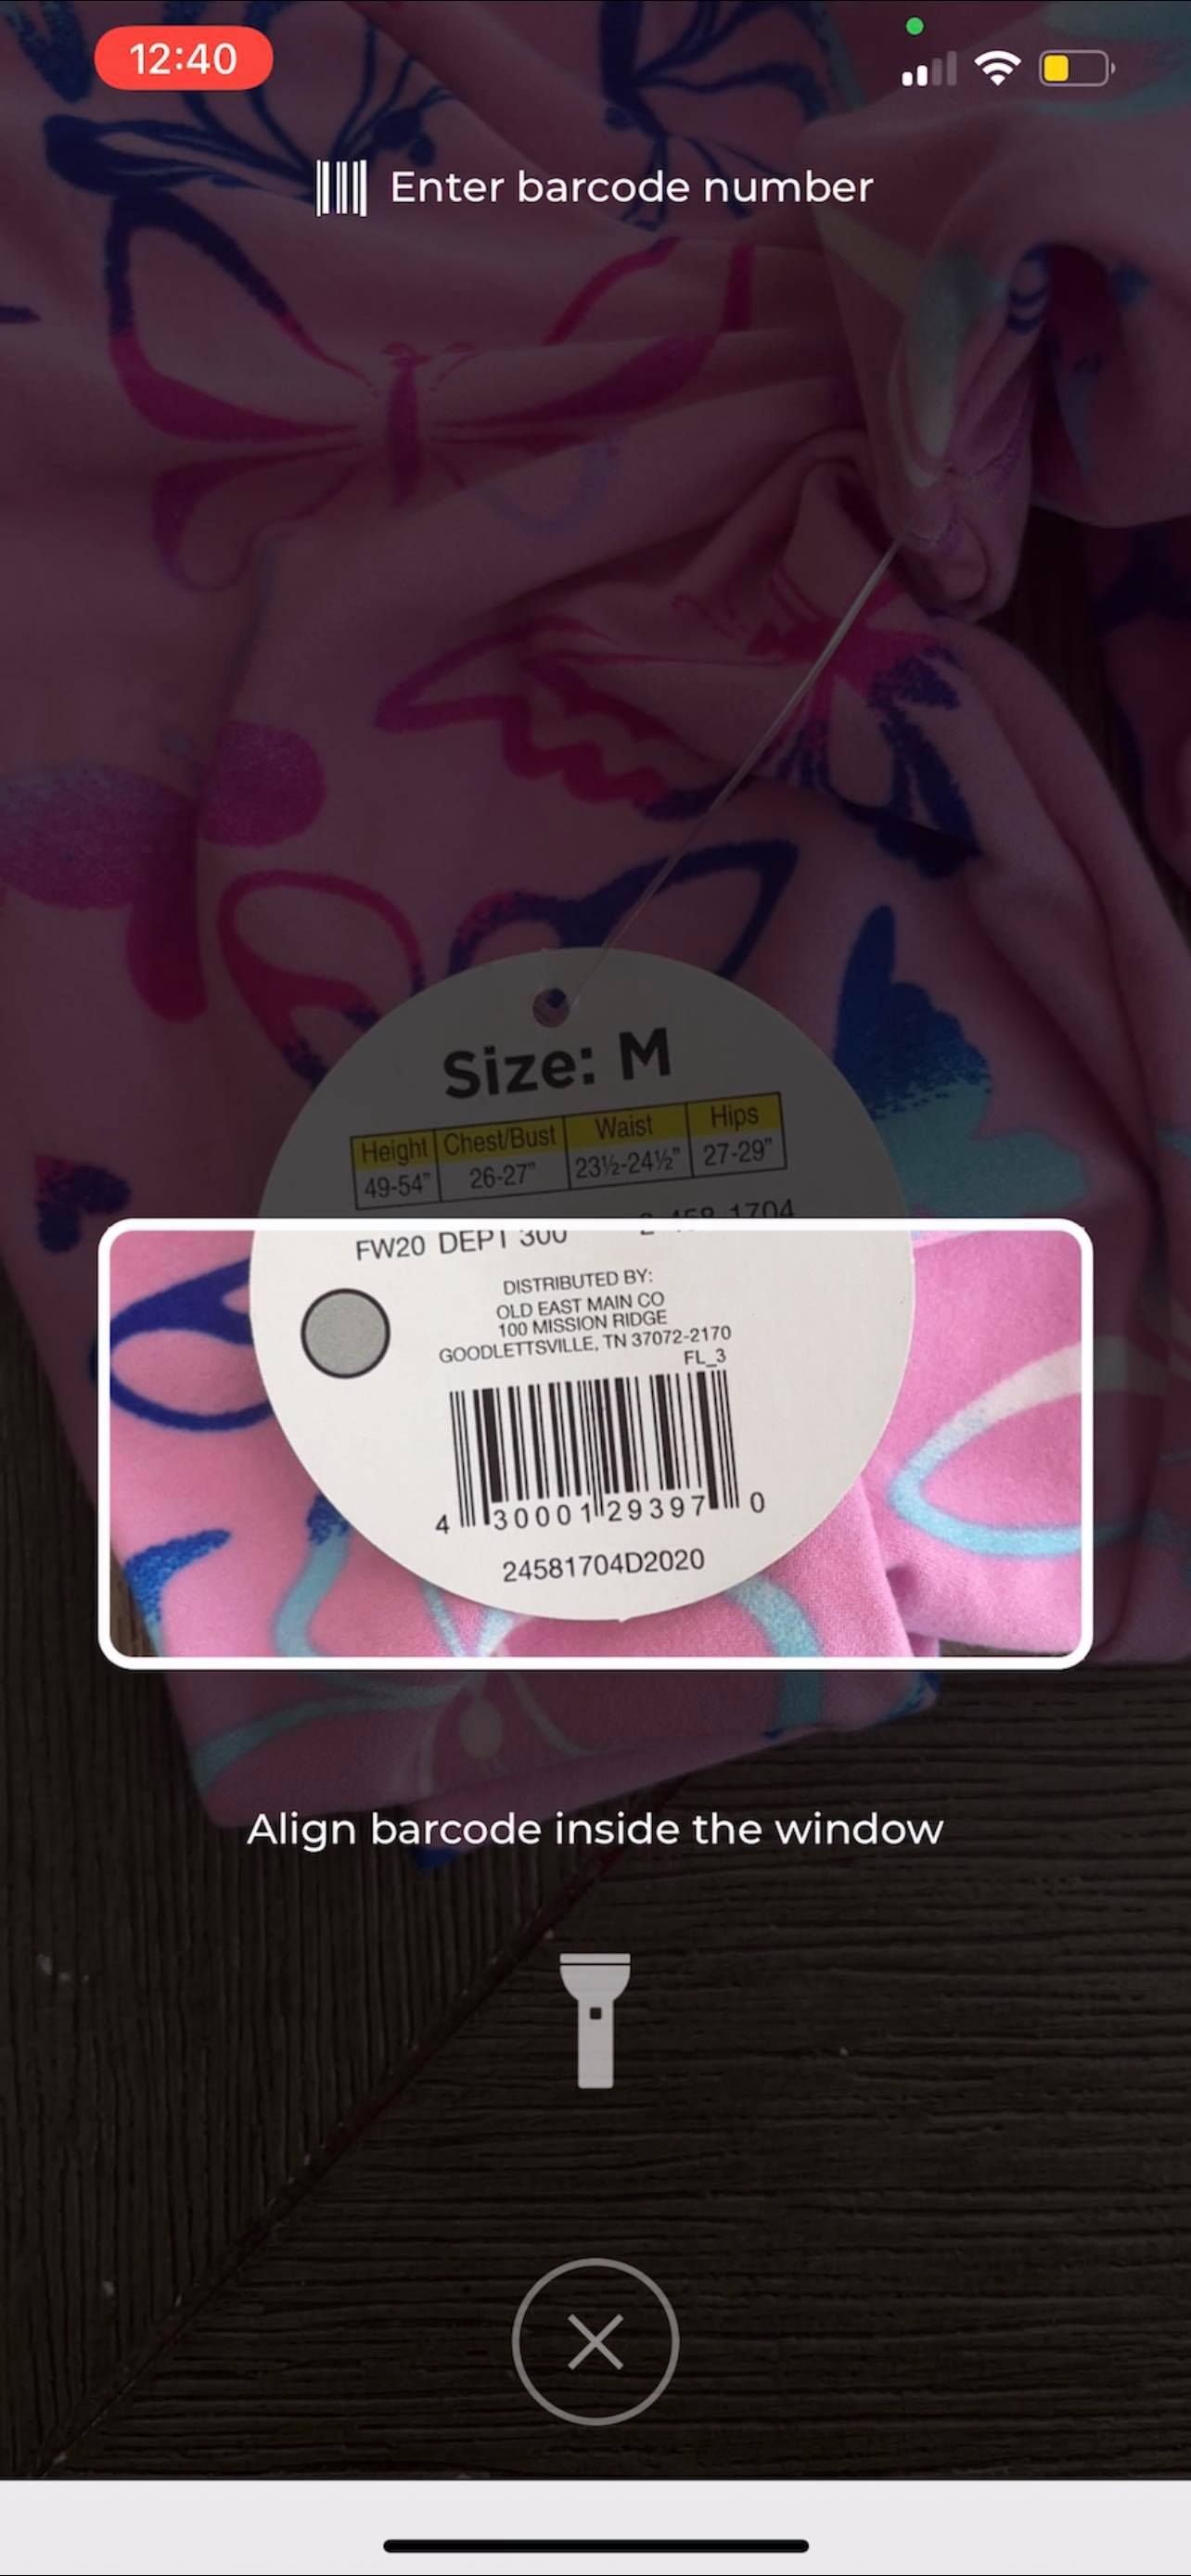 12:40
Enter barcode number
Size: M
Height Chest/Bust Waist Hips
49-54" 26-27" 23½-24½" 27-29"
FW20 DEPT 300 1704
DISTRIBUTED BY:
OLD EAST MAIN CO
100 MISSION RIDGE
GOODLETTSVILLE, TN 37072-2170
FL_3
4 30001 29397 0
24581704D2020
Align barcode inside the window